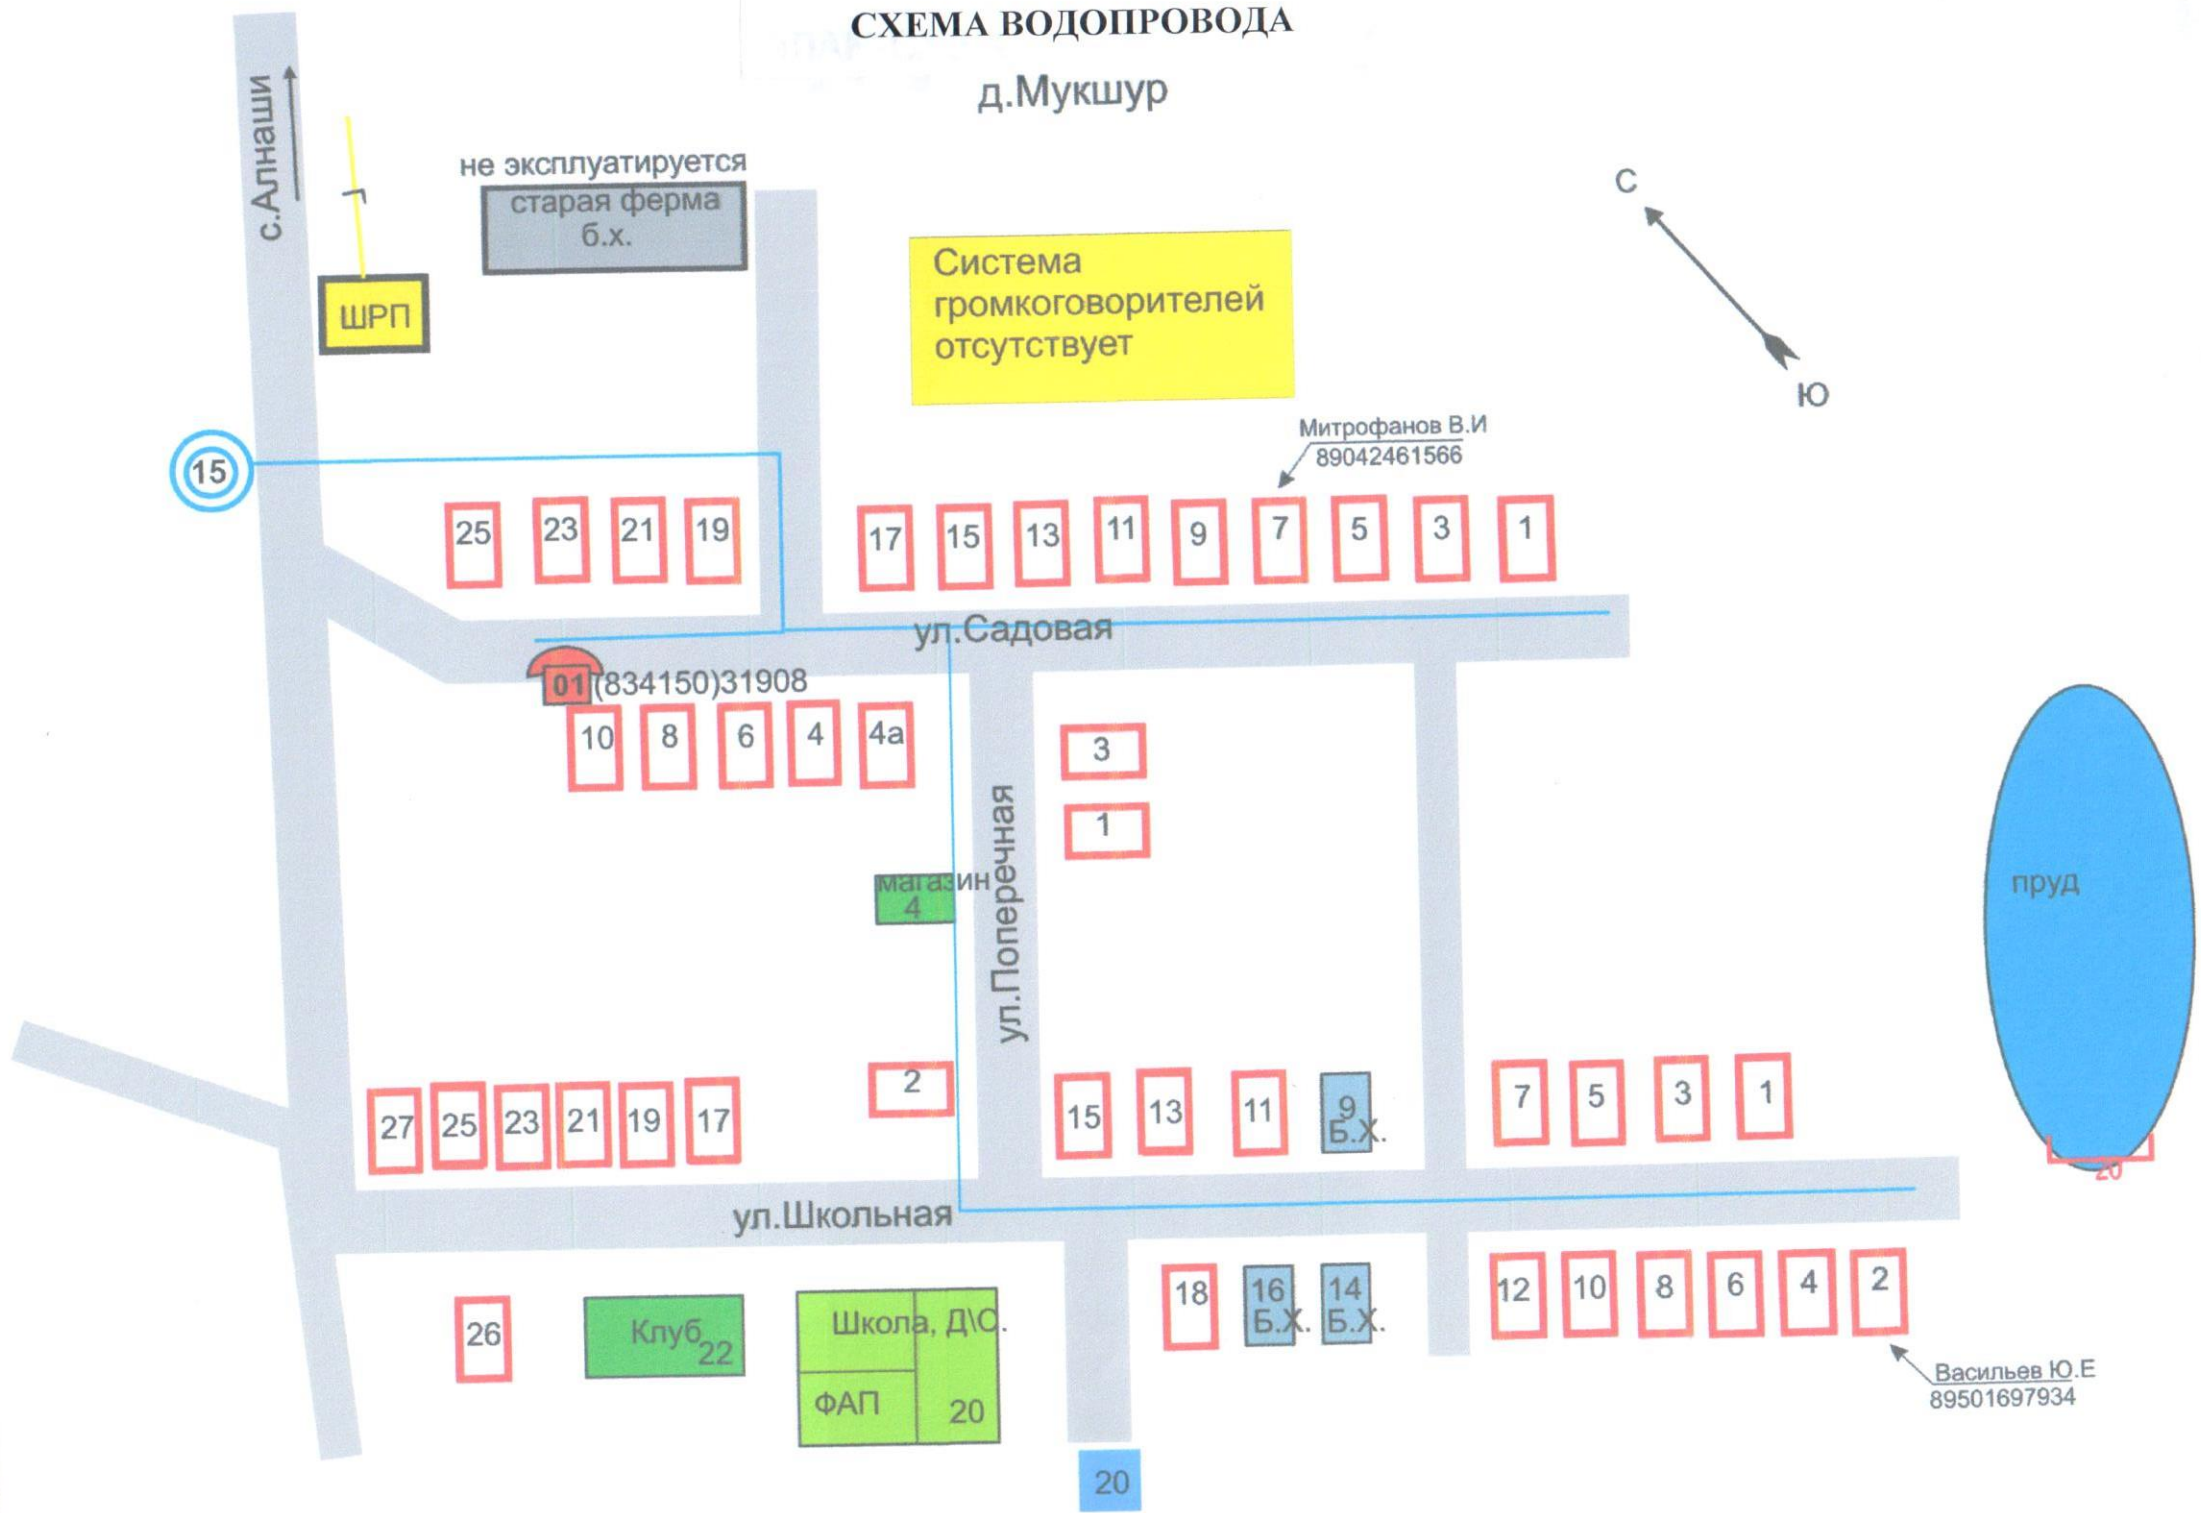 СХЕМА ВОДОПРОВОДА
д.Мукшур
с.Алнаши
не эксплуатируется
старая ферма
б.х.
ШРП
Система
громкоговорителей
отсутствует
С
Ю
Митрофанов В.И
89042461566
15
25 23 21 19 17 15 13 11 9 7 5 3 1
ул.Садовая
01 (834150)31908
10 8 6 4 4а
3
1
ул.Поперечная
магазин
4
пруд
20
2
27 25 23 21 19 17
15 13 11 9
Б.Х.
7 5 3 1
ул.Школьная
26
Клуб
22
Школа, Д\С.
ФАП
20
18 16 14
Б.Х. Б.Х.
12 10 8 6 4 2
Васильев Ю.Е
89501697934
20